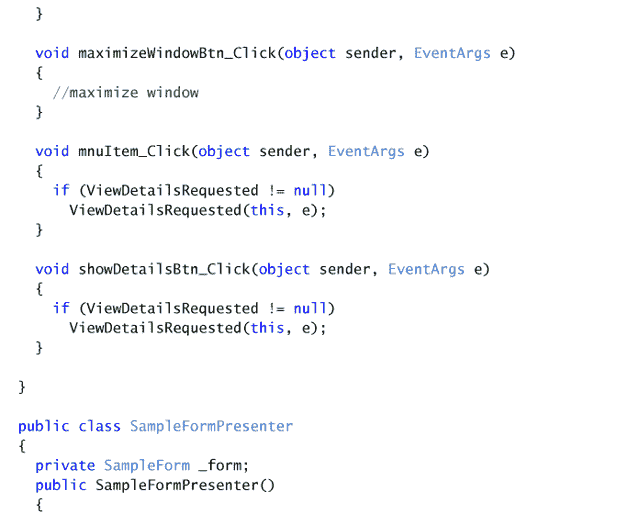 }
void maximizeWindowBtn_Click(object sender, EventArgs e)
{
//maximize window
}
void mnuItem_Click(object sender, EventArgs e)
{
if (ViewDetailsRequested != null)
ViewDetailsRequested(this, e);
}
void showDetailsBtn_Click(object sender, EventArgs e)
{
if (ViewDetailsRequested != null)
ViewDetailsRequested(this, e);
}
}
public class SampleFormPresenter
{
private SampleForm _form;
public SampleFormPresenter()
{